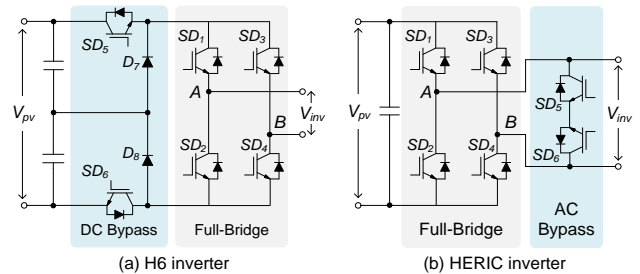 SD5
D7
SD1
SD3
Vpv
A
B
Vinv
D8
SD2
SD4
SD6
DC Bypass
Full-Bridge
(a) H6 inverter
SD1
SD3
Vpv
A
B
SD5
SD6
Vinv
SD2
SD4
Full-Bridge
AC
Bypass
(b) HERIC inverter